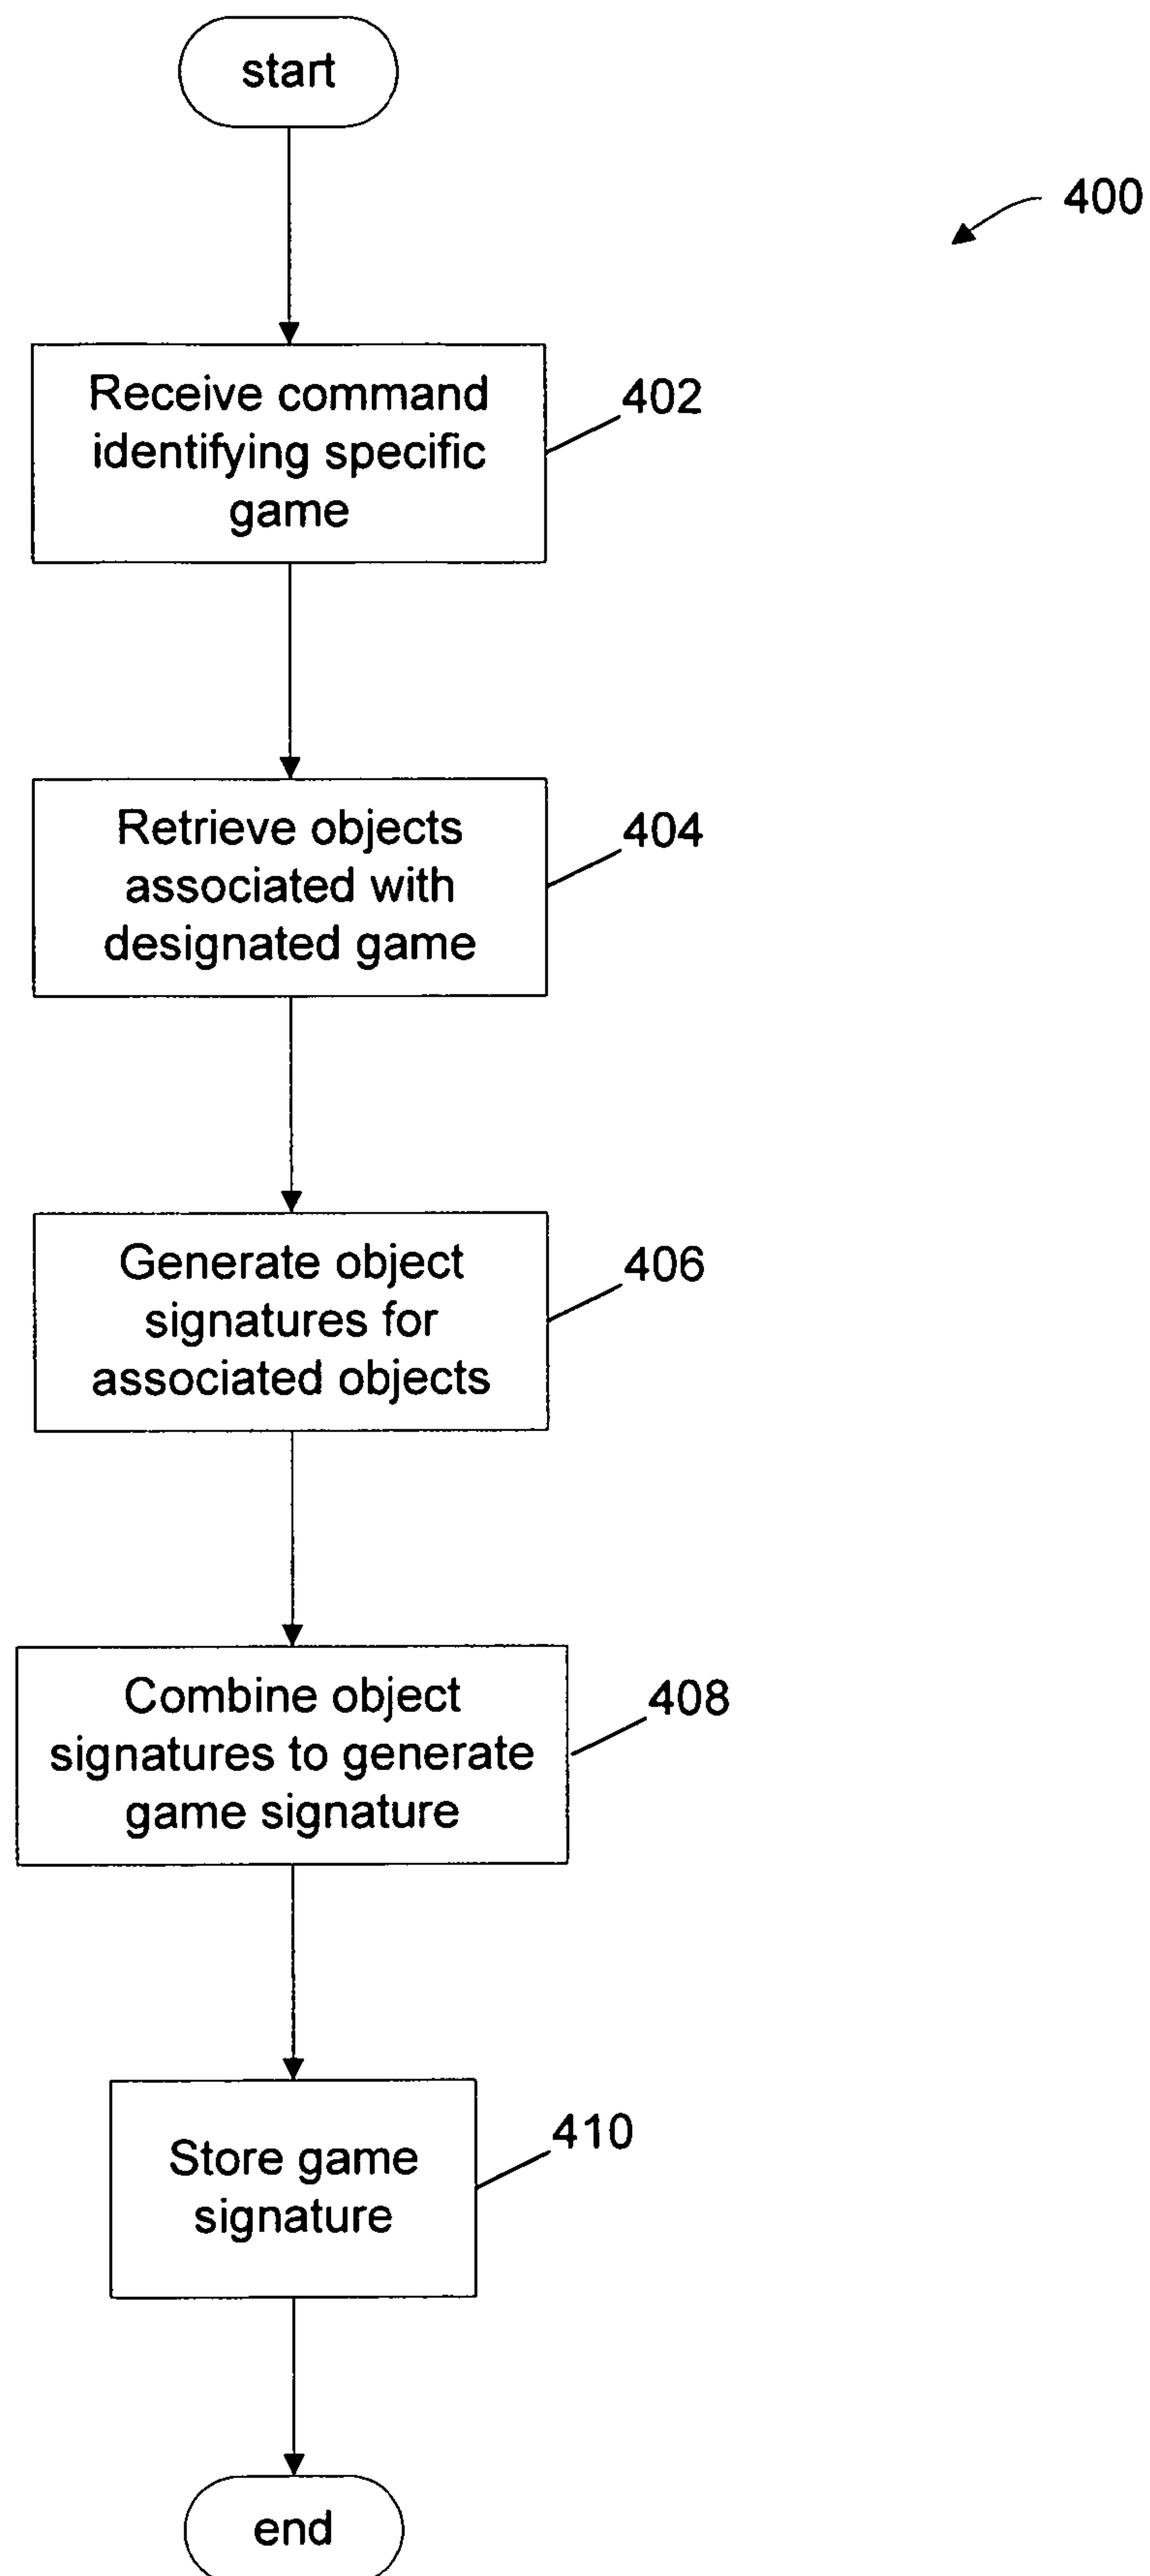 start
400
Receive command
identifying specific
game
402
Retrieve objects
associated with
designated game
404
Generate object
signatures for
associated objects
406
Combine object
signatures to generate
game signature
408
Store game
signature
410
end